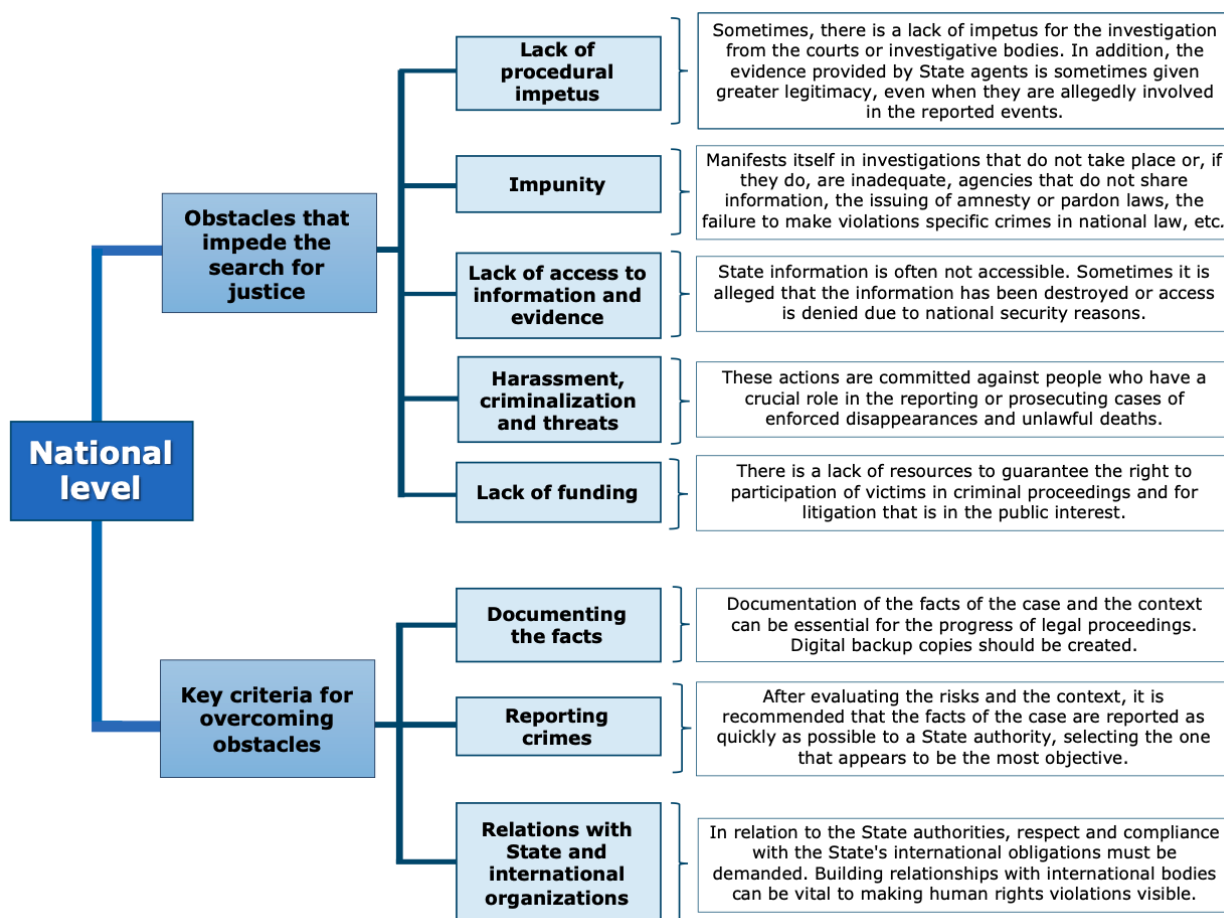 National
level
Obstacles that
impede the
search for
justice
Lack of
procedural
impetus
Sometimes, there is a lack of impetus for the investigation
from the courts or investigative bodies. In addition, the
evidence provided by State agents is sometimes given
greater legitimacy, even when they are allegedly involved
in the reported events.
Impunity
Manifests itself in investigations that do not take place or, if
they do, are inadequate, agencies that do not share
information, the issuing of amnesty or pardon laws, the
failure to make violations specific crimes in national law, etc.
Lack of access to
information and
evidence
State information is often not accessible. Sometimes it is
alleged that the information has been destroyed or access
is denied due to national security reasons.
Harassment,
criminalization
and threats
These actions are committed against people who have a
crucial role in the reporting or prosecuting cases of
enforced disappearances and unlawful deaths.
Lack of funding
There is a lack of resources to guarantee the right to
participation of victims in criminal proceedings and for
litigation that is in the public interest.
Key criteria for
overcoming
obstacles
Documenting
the facts
Documentation of the facts of the case and the context
can be essential for the progress of legal proceedings.
Digital backup copies should be created.
Reporting
crimes
After evaluating the risks and the context, it is
recommended that the facts of the case are reported as
quickly as possible to a State authority, selecting the one
that appears to be the most objective.
Relations with
State and
international
organizations
In relation to the State authorities, respect and compliance
with the State's international obligations must be
demanded. Building relationships with international bodies
can be vital to making human rights violations visible.